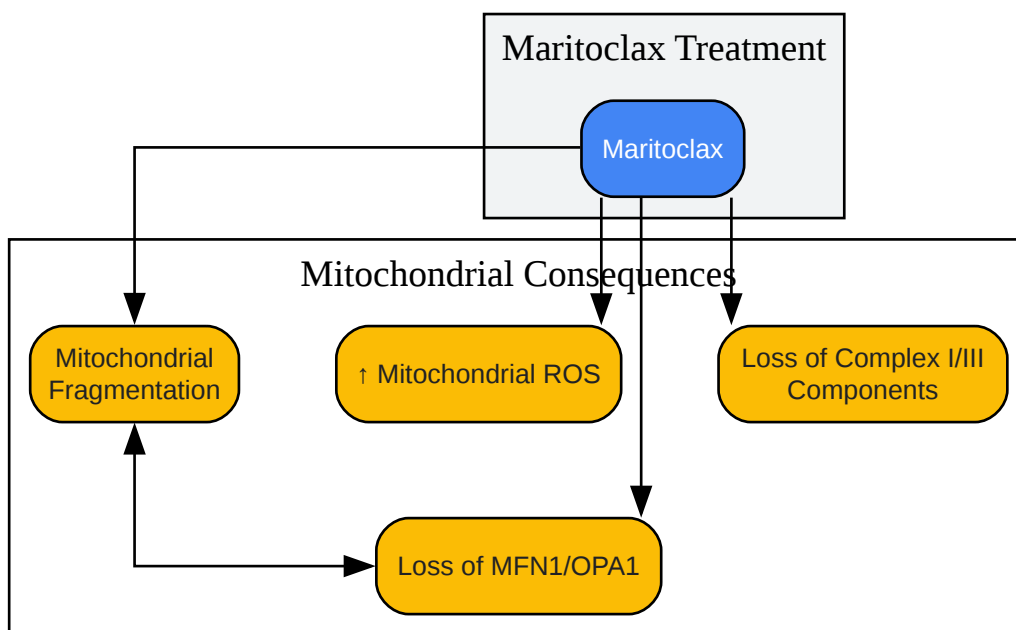 Maritoclax Treatment
Maritoclax
Mitochondrial Consequences
Mitochondrial
Fragmentation
↑ Mitochondrial ROS
Loss of Complex I/III
Components
Loss of MFN1/OPA1